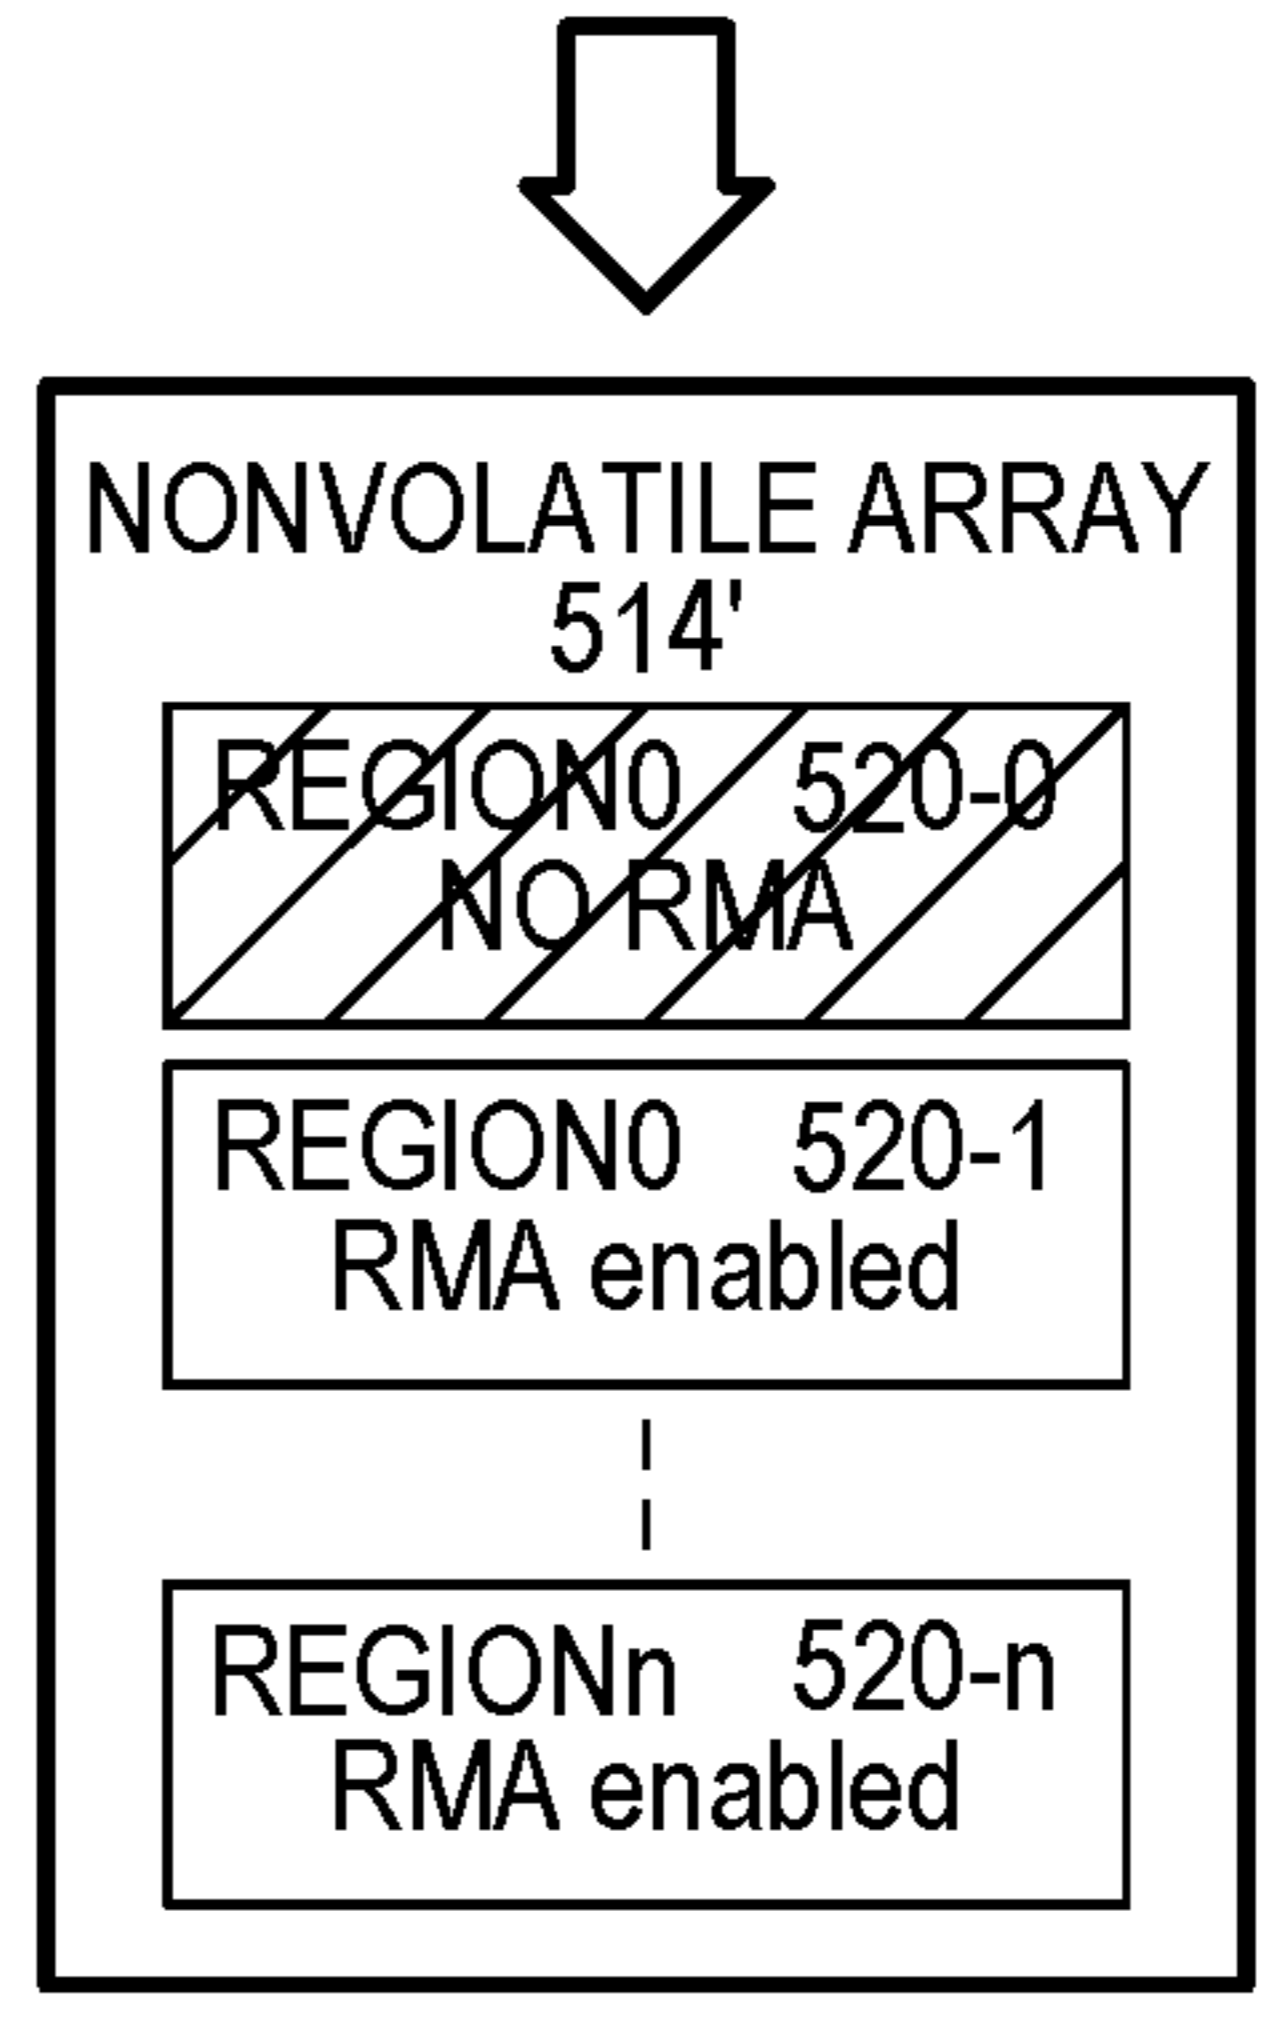 NONVOLATILE ARRAY
514'
REGION0 520-0
NO RMA
REGION0 520-1
RMA enabled
REGIONn 520-n
RMA enabled